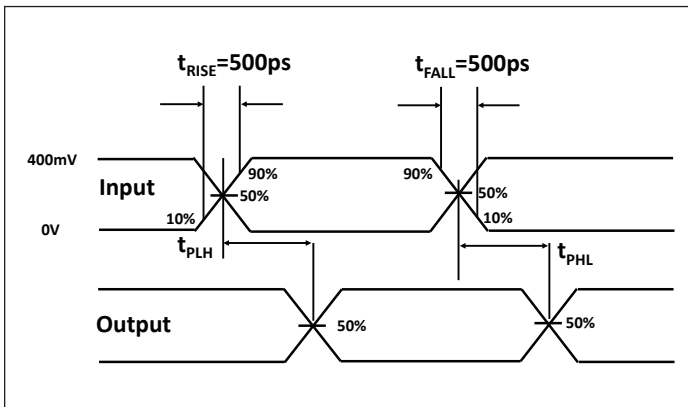 tRISE=500ps
tFALL=500ps
400mV
Input
0V
90%
50%
10%
90%
50%
10%
tPLH
tPHL
Output
50%
50%